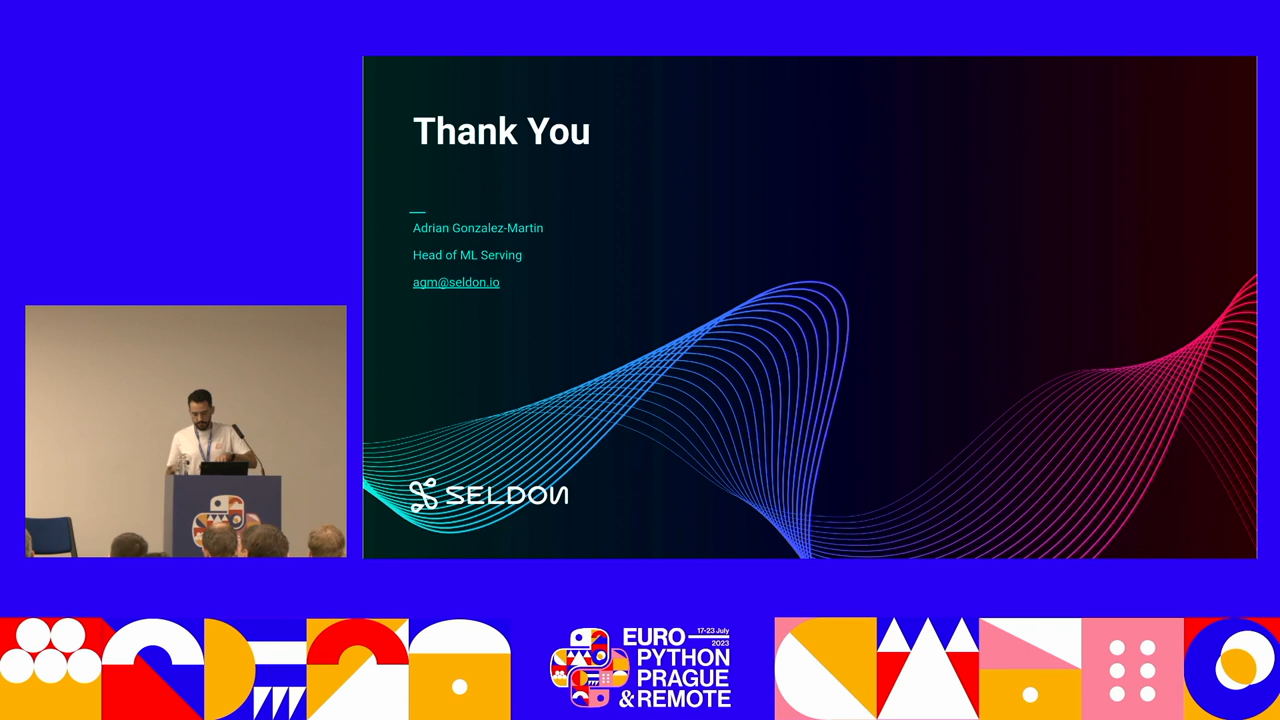 Thank You
Adrian Gonzalez-Martin
Head of ML Serving
agm@seldon.io
SELDON
EURO
17-23 July
2023
PYTHON
PRAGUE
& REMOTE